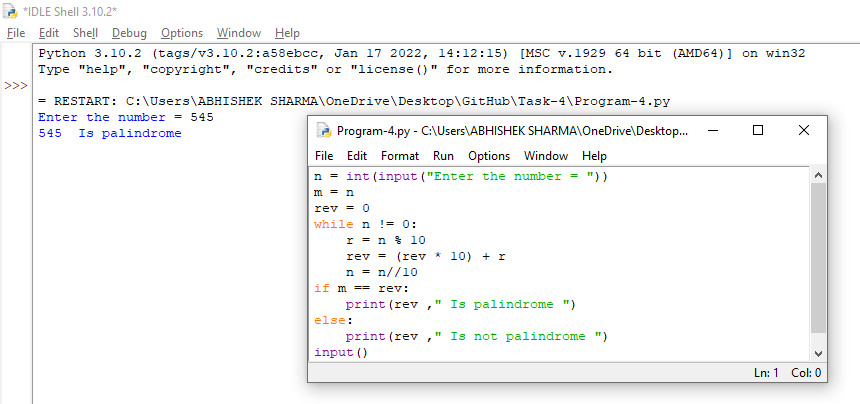 *IDLE Shell 3.10.2*
File Edit Shell Debug Options Window Help
Python 3.10.2 (tags/v3.10.2:a58ebcc, Jan 17 2022, 14:12:15) [MSC v.1929 64 bit (AMD64)] on win32
Type "help", "copyright", "credits" or "license()" for more information.
>>>
= RESTART: C:\Users\ABHISHEK SHARMA\OneDrive\Desktop\GitHub\Task-4\Program-4.py
Enter the number = 545
545  Is palindrome
Program-4.py - C:\Users\ABHISHEK SHARMA\OneDrive\Desktop...
File Edit Format Run Options Window Help
n = int(input("Enter the number = "))
m = n
rev = 0
while n != 0:
    r = n % 10
    rev = (rev * 10) + r
    n = n//10
if m == rev:
    print(rev ," Is palindrome ")
else:
    print(rev ," Is not palindrome ")
input()
Ln: 1 Col: 0